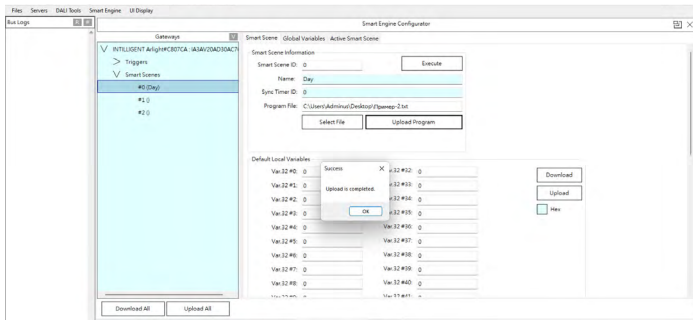 Files Servers DALI Tools Smart Engine UI Display
Bus Logs
Smart Engine Configurator
Gateways
Smart Scene Global Variables Active Smart Scene
INTILLIGENT Arlight#C807CA : IA3AV20AD30AC7
Triggers
Smart Scenes
#0 (Day)
#1 ()
#2 ()
Smart Scene Information
Smart Scene ID: 0 Execute
Name: Day
Sync Timer ID: 0
Program File: C:\Users\Adminus\Desktop\Пример-2.txt
Select File Upload Program
Default Local Variables
Success
Upload is completed.
OK
Var.32 #0: 0 Var.32 #32: 0 Download
Var.32 #1: 0 Var.32 #33: 0 Upload
Var.32 #2: 0 Var.32 #34: 0 Hex
Var.32 #3: 0 Var.32 #35: 0
Var.32 #4: 0 Var.32 #36: 0
Var.32 #5: 0 Var.32 #37: 0
Var.32 #6: 0 Var.32 #38: 0
Var.32 #7: 0 Var.32 #39: 0
Var.32 #8: 0 Var.32 #40: 0
Download All Upload All